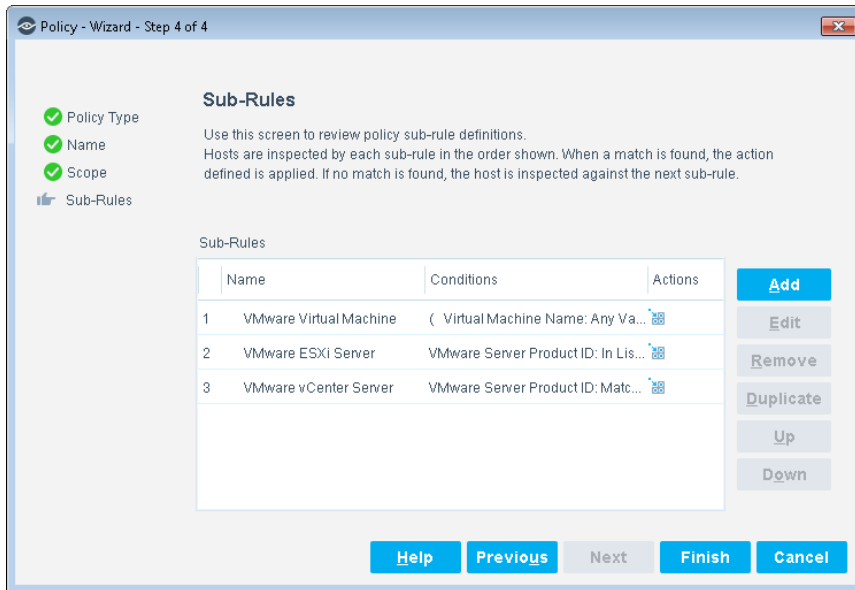 Policy - Wizard - Step 4 of 4
Policy Type
Name
Scope
Sub-Rules
Sub-Rules
Use this screen to review policy sub-rule definitions.
Hosts are inspected by each sub-rule in the order shown. When a match is found, the action
defined is applied. If no match is found, the host is inspected against the next sub-rule.
Sub-Rules
Name Conditions Actions
1 VMware Virtual Machine ( Virtual Machine Name: Any Va...
2 VMware ESXi Server VMware Server Product ID: In Lis...
3 VMware vCenter Server VMware Server Product ID: Matc...
Add
Edit
Remove
Duplicate
Up
Down
Help Previous Next Finish Cancel